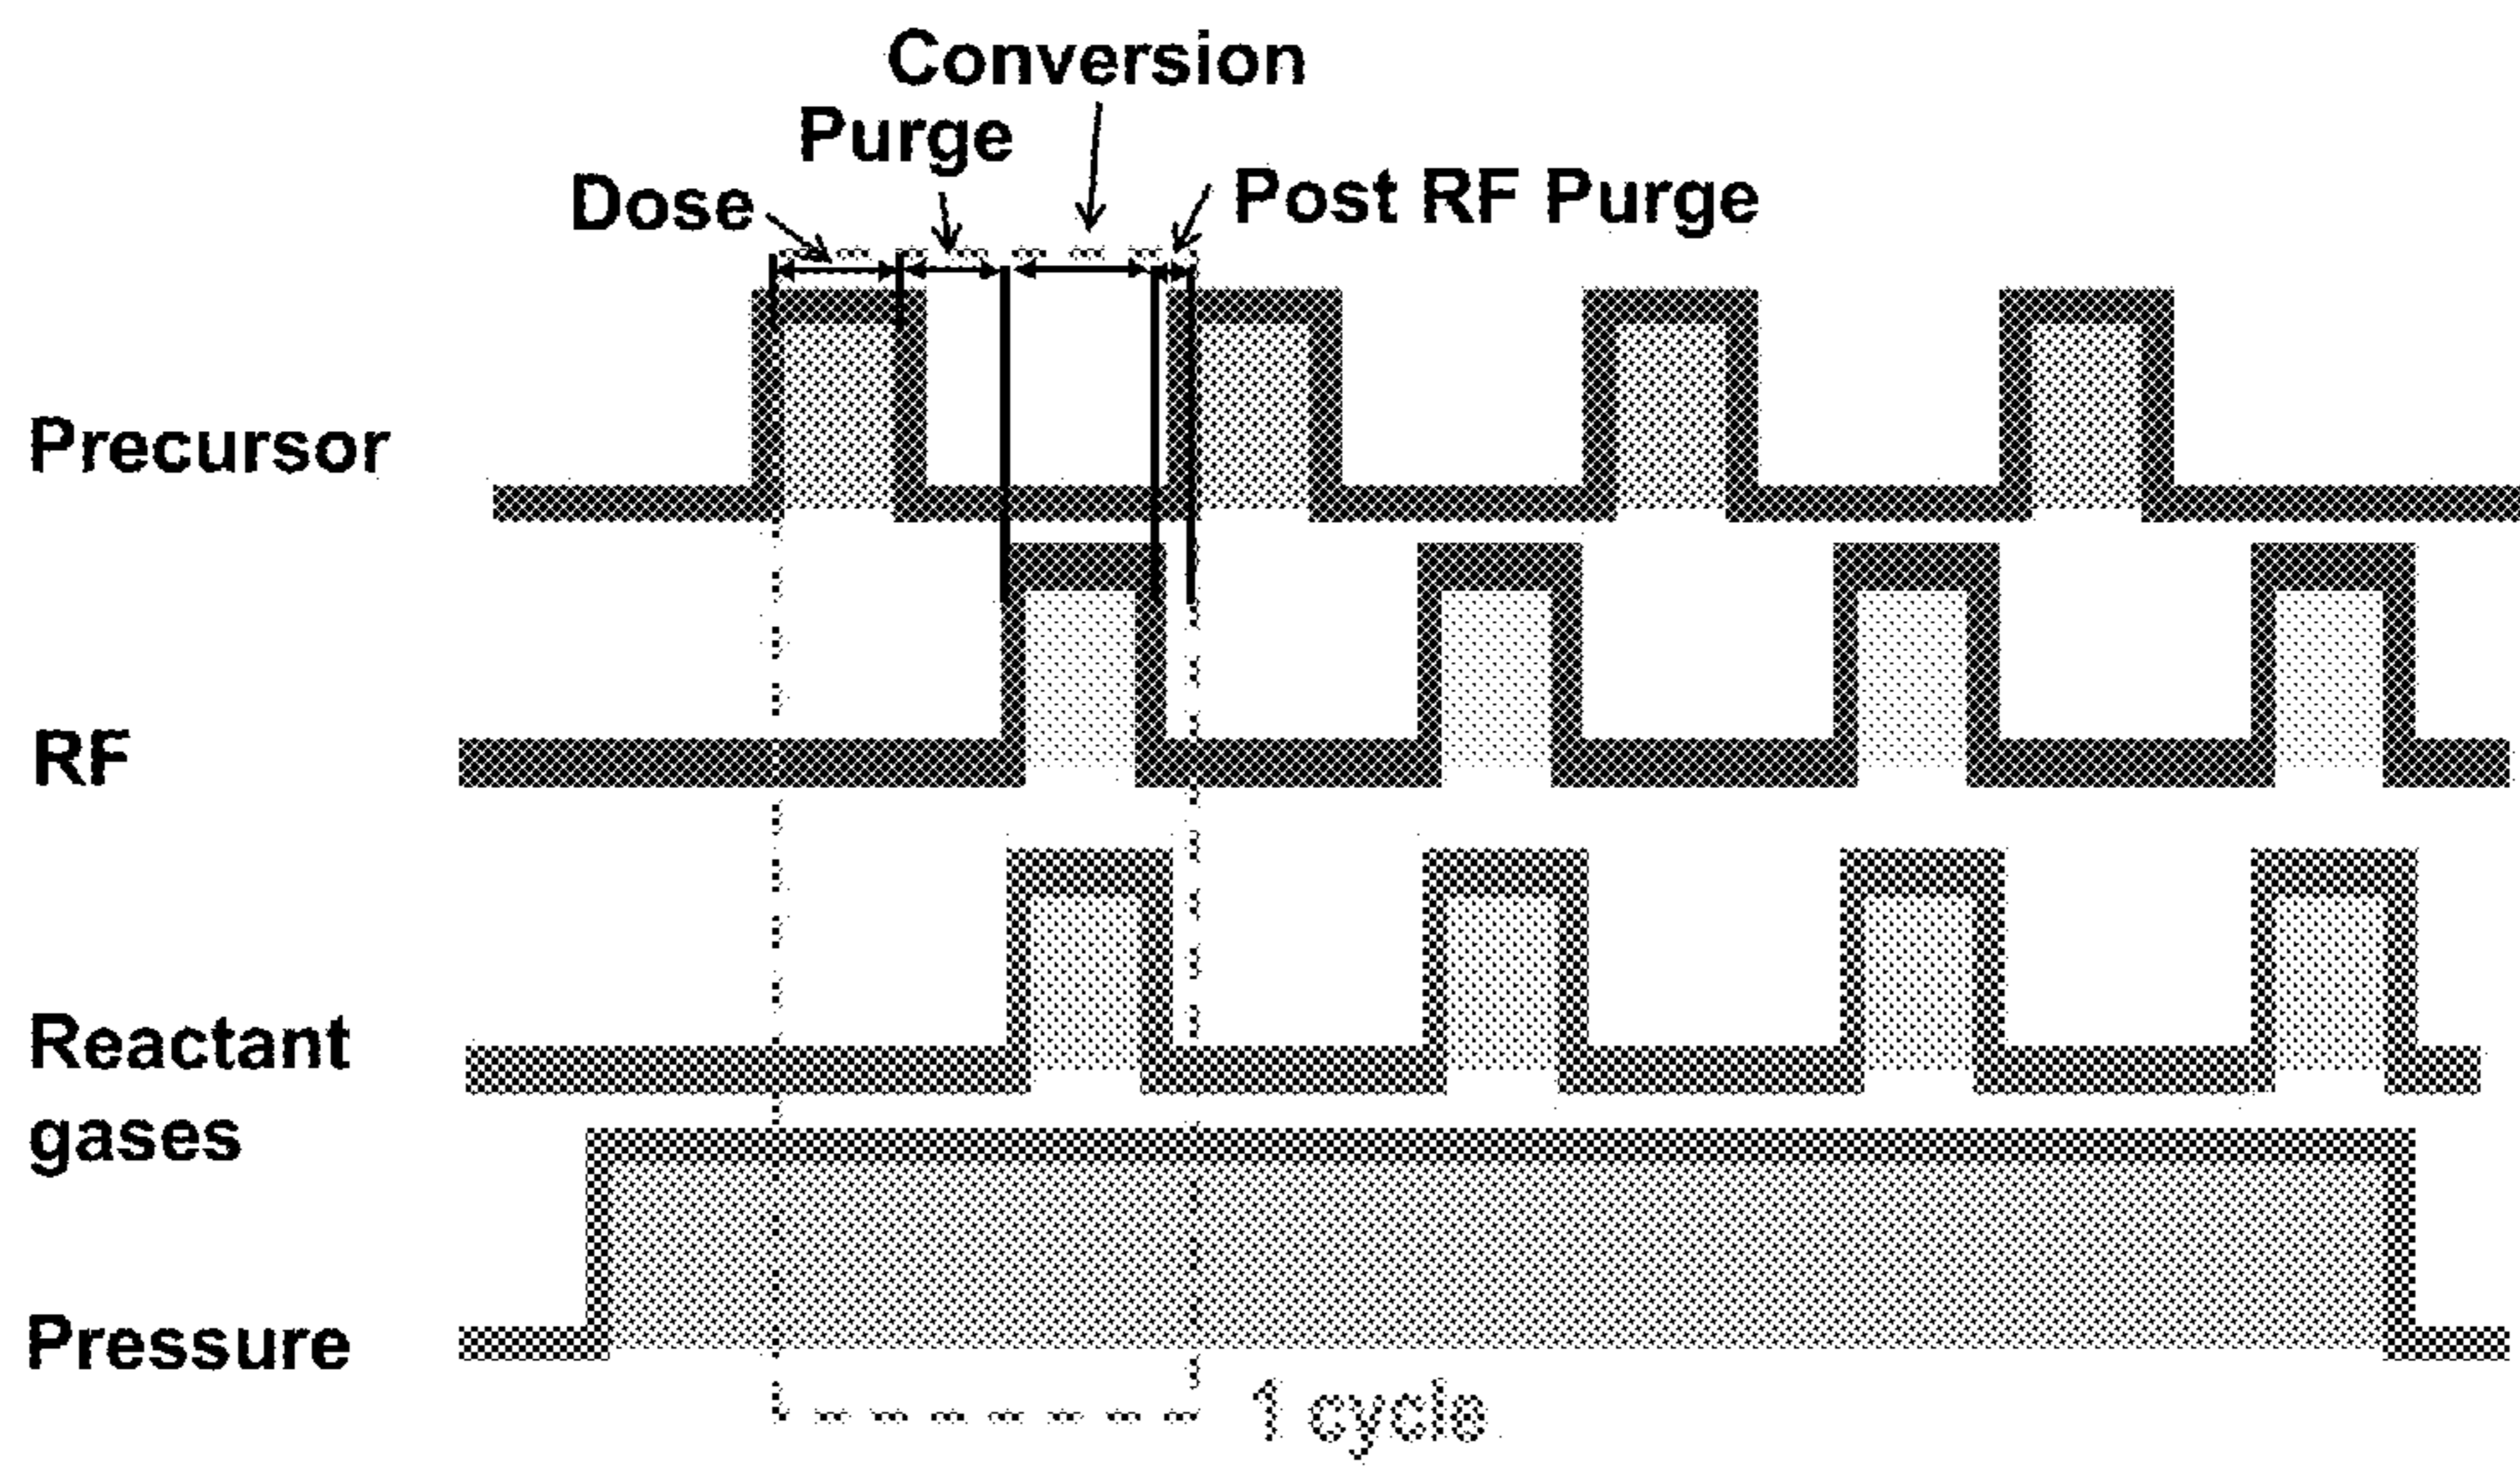 Conversion
Purge
Dose
Post RF Purge
Precursor
RF
Reactant
gases
Pressure
1 cycle